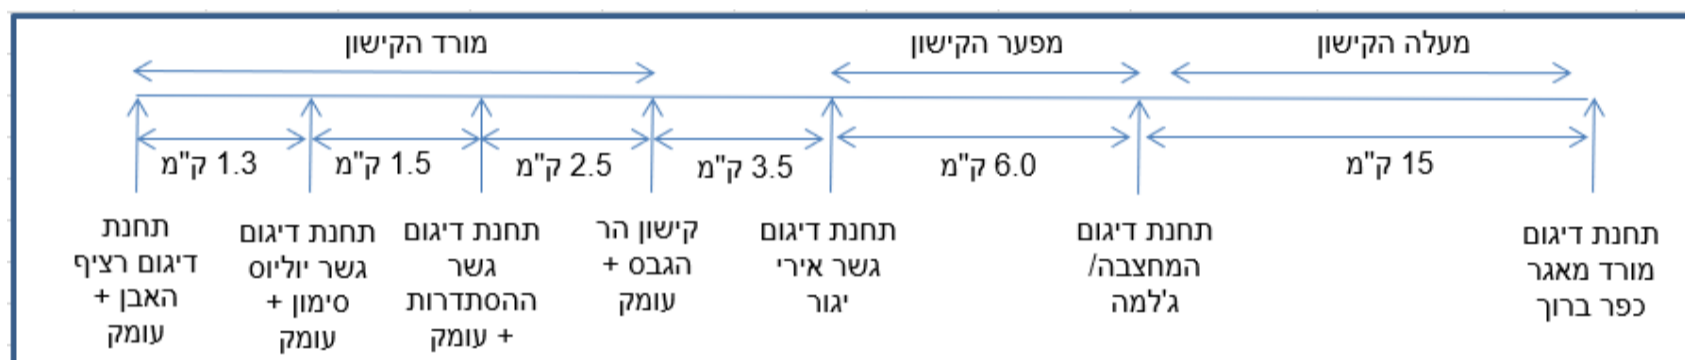 מעלה הקישון
מפער הקישון
מורד הקישון
15 ק"מ
6.0 ק"מ
3.5 ק"מ
2.5 ק"מ
1.5 ק"מ
1.3 ק"מ
תחנת דיגום
מורד מאגר
כפר ברוך
תחנת דיגום
המחצבה/
ג'למה
תחנת דיגום
גשר אירי
יגור
קישון הר
הגבס +
עומק
תחנת דיגום
גשר
ההסתדרות
+ עומק
תחנת דיגום
גשר יוליוס
סימון +
עומק
תחנת
דיגום רציף
האבן +
עומק